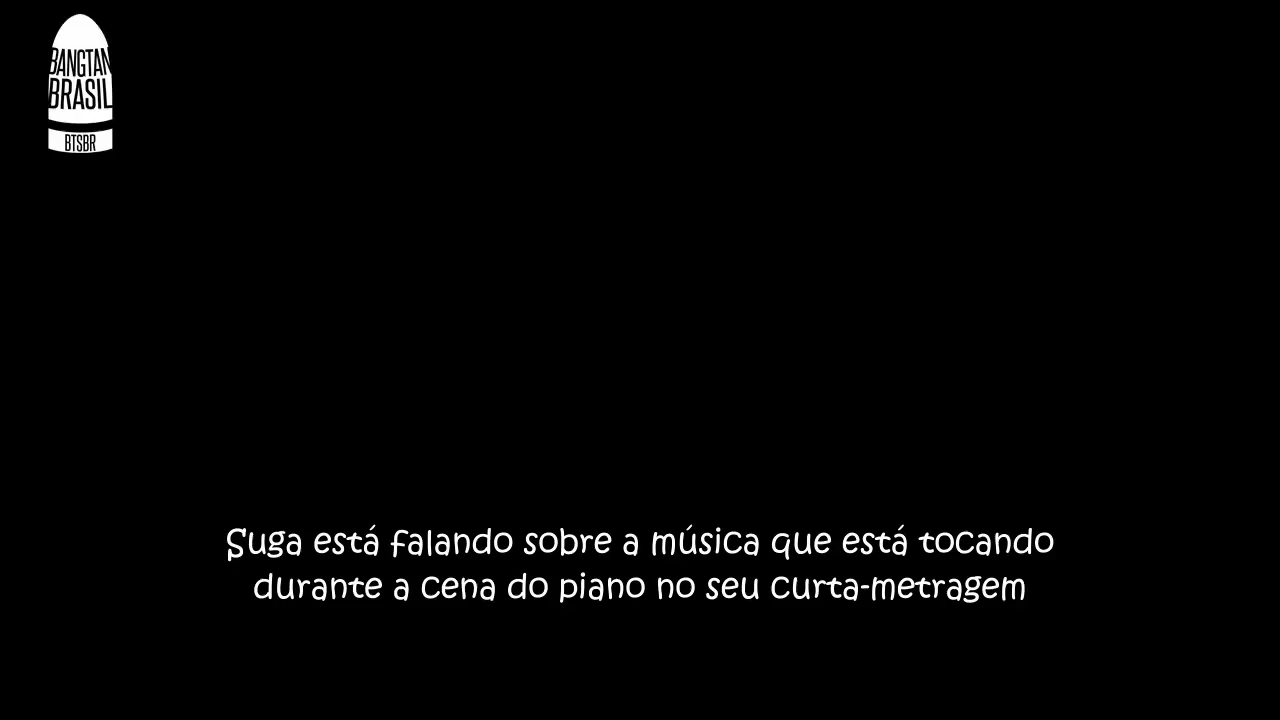 BANGTAN
BRASIL
BTSBR
Suga está falando sobre a música que está tocando
durante a cena do piano no seu curta-metragem